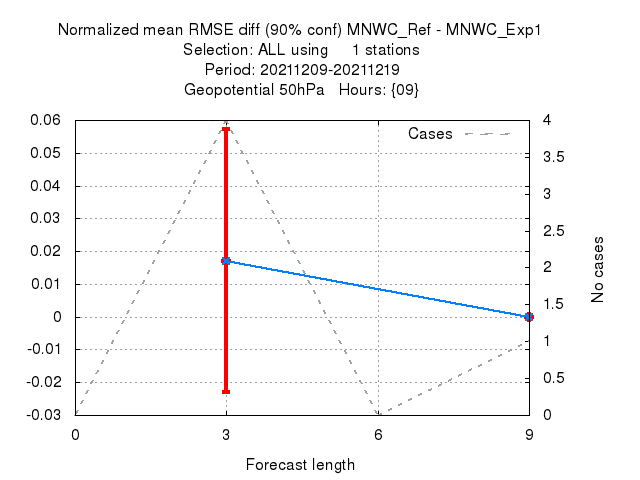 Normalized mean RMSE diff (90% conf) MNWC_Ref - MNWC_Exp1
Selection: ALL using 1 stations
Period: 20211209-20211219
Geopotential 50hPa Hours: {09}
Cases
0.06
0.05
0.04
0.03
0.02
0.01
0
-0.01
-0.02
-0.03
4
3.5
3
2.5
2
1.5
1
0.5
0
No cases
0 3 6 9
Forecast length